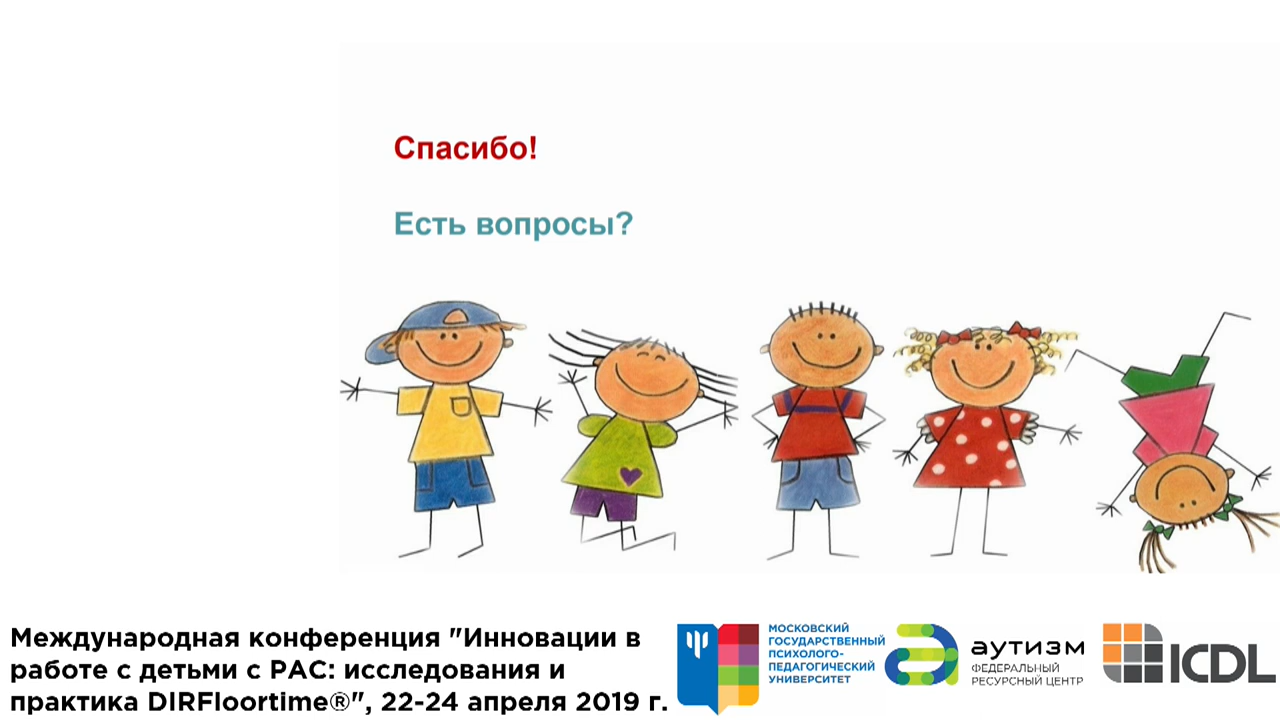 Спасибо!
Есть вопросы?
Международная конференция "Инновации в
работе с детьми с РАС: исследования и
практика DIRFloortime®", 22-24 апреля 2019 г.
МОСКОВСКИЙ
ГОСУДАРСТВЕННЫЙ
ПСИХОЛОГО-
ПЕДАГОГИЧЕСКИЙ
УНИВЕРСИТЕТ
аутизм
ФЕДЕРАЛЬНЫЙ
РЕСУРСНЫЙ ЦЕНТР
ICDL